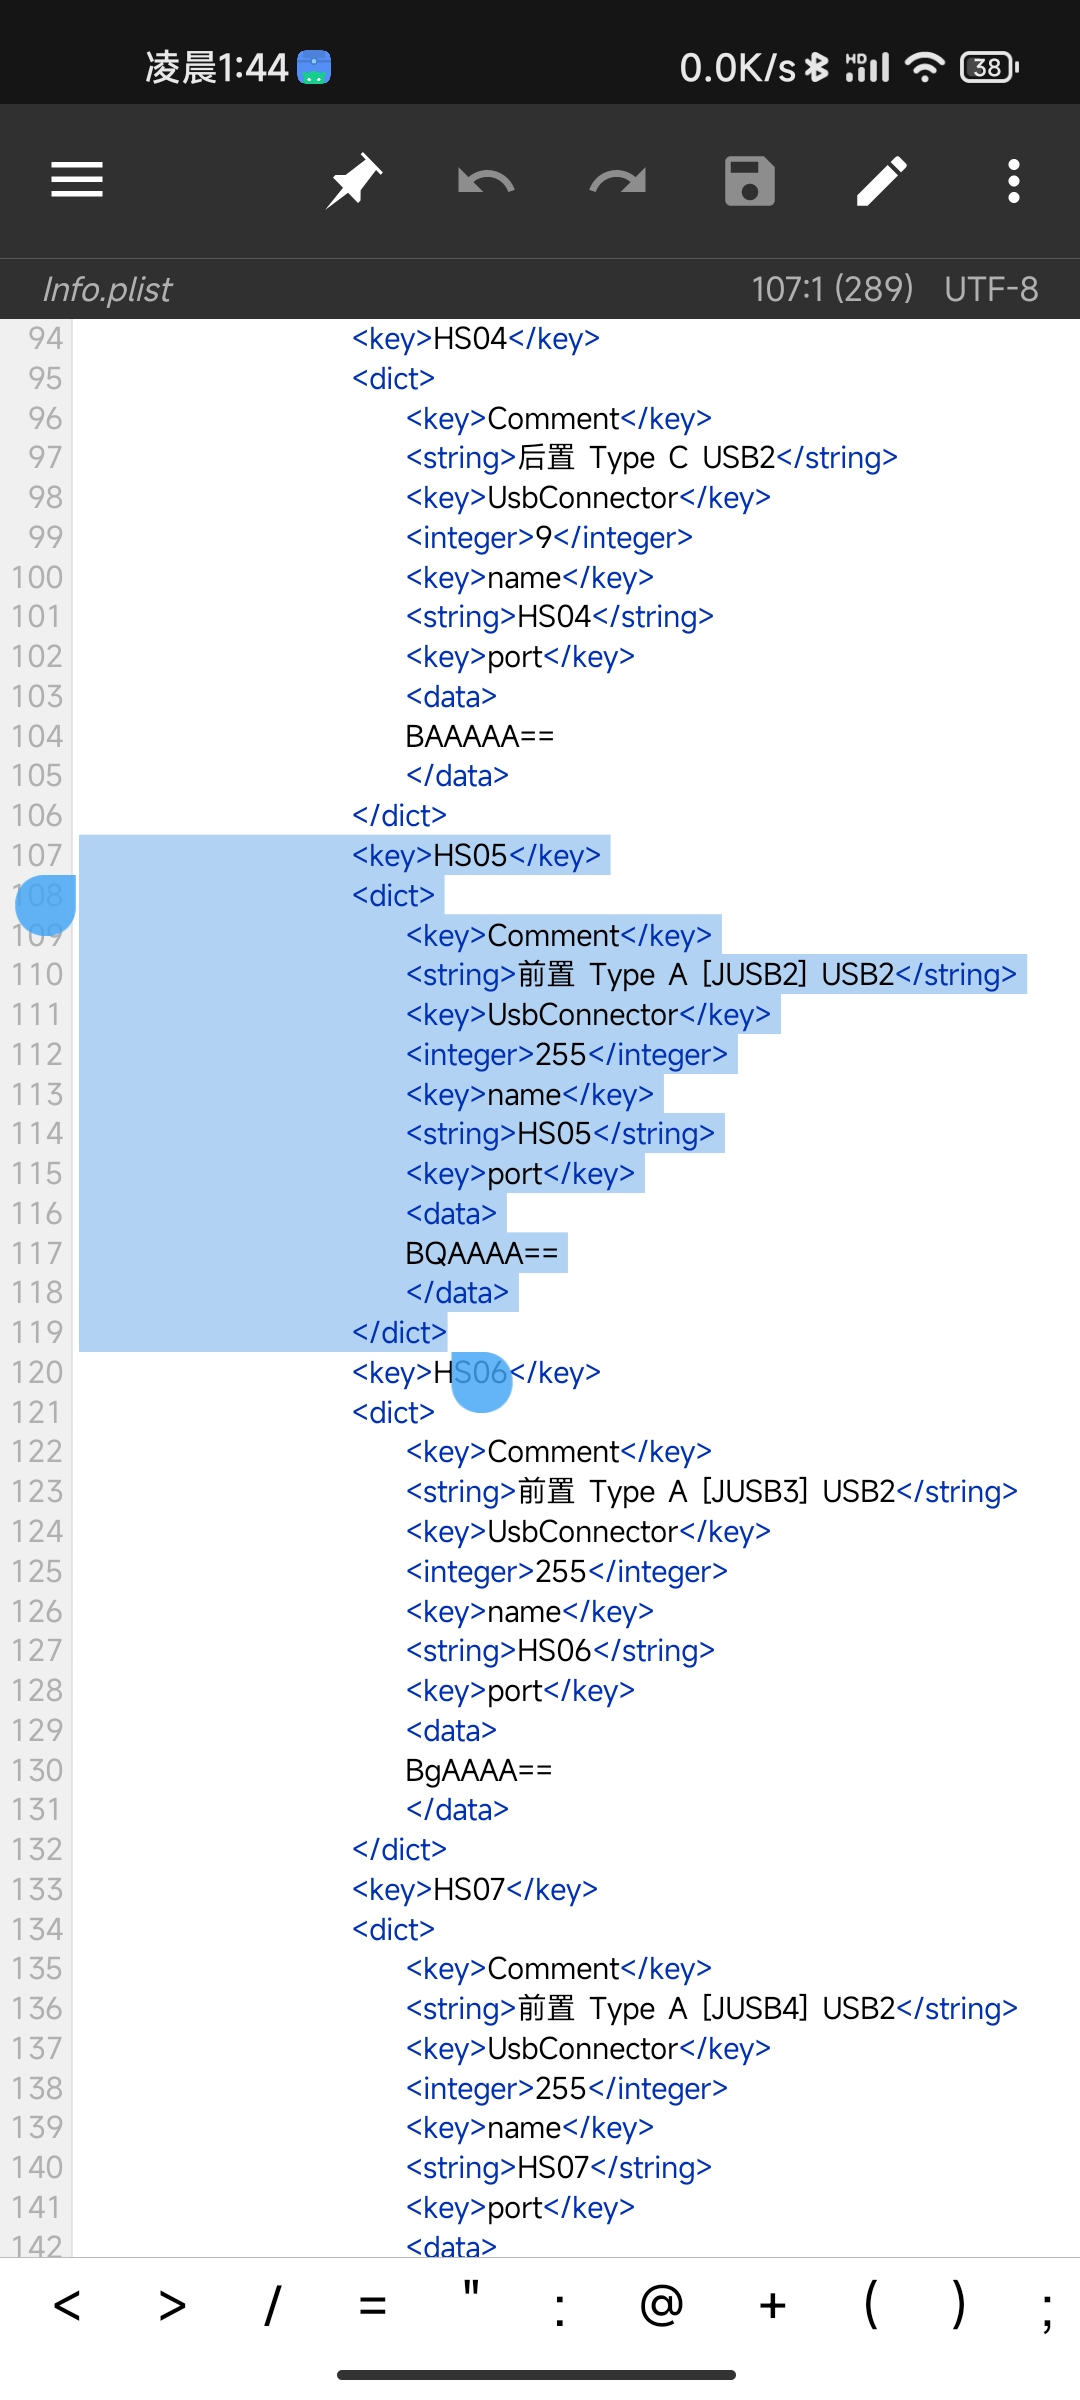 凌晨1:44 0.0K/s HD 38
Info.plist 107:1 (289) UTF-8
94 <key>HS04</key>
95 <dict>
96 <key>Comment</key>
97 <string>后置 Type C USB2</string>
98 <key>UsbConnector</key>
99 <integer>9</integer>
100 <key>name</key>
101 <string>HS04</string>
102 <key>port</key>
103 <data>
104 BAAAAA==
105 </data>
106 </dict>
107 <key>HS05</key>
108 <dict>
109 <key>Comment</key>
110 <string>前置 Type A [JUSB2] USB2</string>
111 <key>UsbConnector</key>
112 <integer>255</integer>
113 <key>name</key>
114 <string>HS05</string>
115 <key>port</key>
116 <data>
117 BQAAAA==
118 </data>
119 </dict>
120 <key>HS06</key>
121 <dict>
122 <key>Comment</key>
123 <string>前置 Type A [JUSB3] USB2</string>
124 <key>UsbConnector</key>
125 <integer>255</integer>
126 <key>name</key>
127 <string>HS06</string>
128 <key>port</key>
129 <data>
130 BgAAAA==
131 </data>
132 </dict>
133 <key>HS07</key>
134 <dict>
135 <key>Comment</key>
136 <string>前置 Type A [JUSB4] USB2</string>
137 <key>UsbConnector</key>
138 <integer>255</integer>
139 <key>name</key>
140 <string>HS07</string>
141 <key>port</key>
142 <data>
< > / = " : @ + ( ) ;